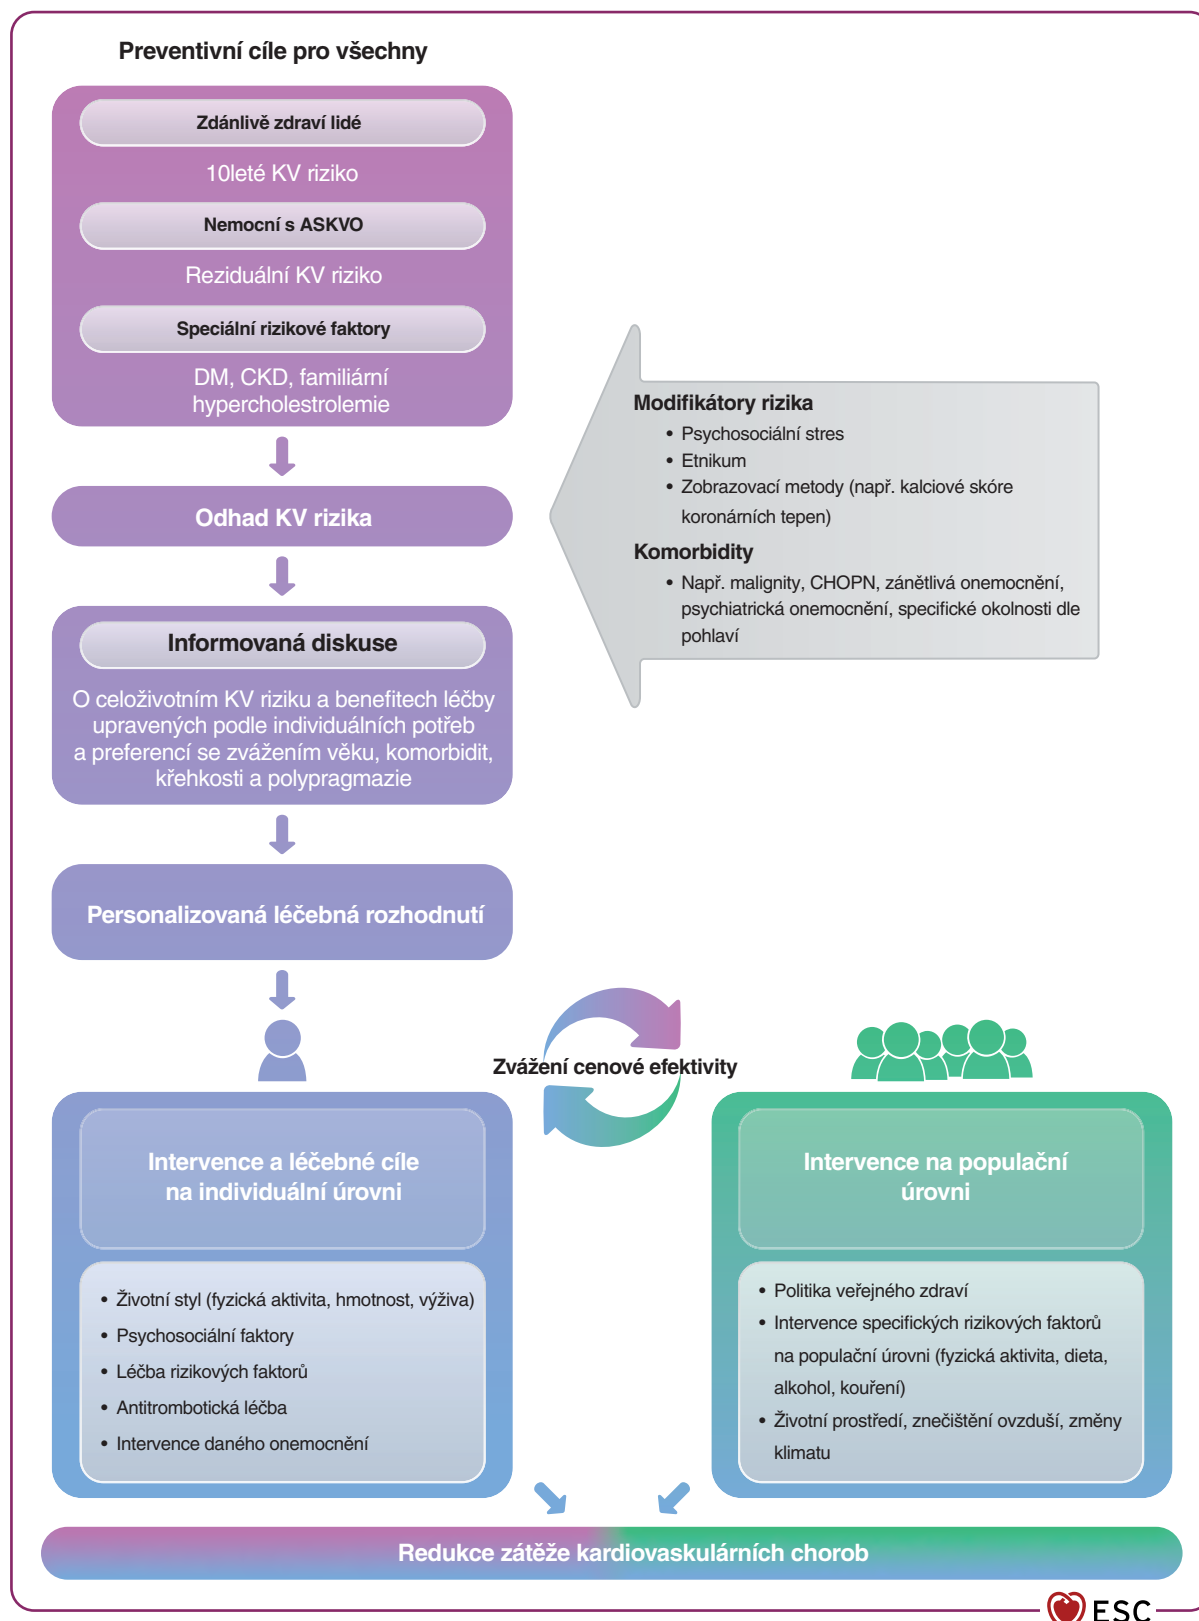 Preventivní cíle pro všechny
Zdánlivě zdraví lidé
10leté KV riziko
Nemocní s ASKVO
Reziduální KV riziko
Speciální rizikové faktory
DM, CKD, familiární
hypercholestrolemie
Odhad KV rizika
Modifikátory rizika
• Psychosociální stres
• Etnikum
• Zobrazovací metody (např. kalciové skóre
koronárních tepen)
Komorbidity
• Např. malignity, CHOPN, zánětlivá onemocnění,
psychiatrická onemocnění, specifické okolnosti dle
pohlaví
Informovaná diskuse
O celoživotním KV riziku a benefitech léčby
upravených podle individuálních potřeb
a preferencí se zvážením věku, komorbidit,
křehkosti a polypragmazie
Personalizovaná léčebná rozhodnutí
Zvážení cenové efektivity
Intervence a léčebné cíle
na individuální úrovni
• Životní styl (fyzická aktivita, hmotnost, výživa)
• Psychosociální faktory
• Léčba rizikových faktorů
• Antitrombotická léčba
• Intervence daného onemocnění
Intervence na populační
úrovni
• Politika veřejného zdraví
• Intervence specifických rizikových faktorů
na populační úrovni (fyzická aktivita, dieta,
alkohol, kouření)
• Životní prostředí, znečištění ovzduší, změny
klimatu
Redukce zátěže kardiovaskulárních chorob
ESC